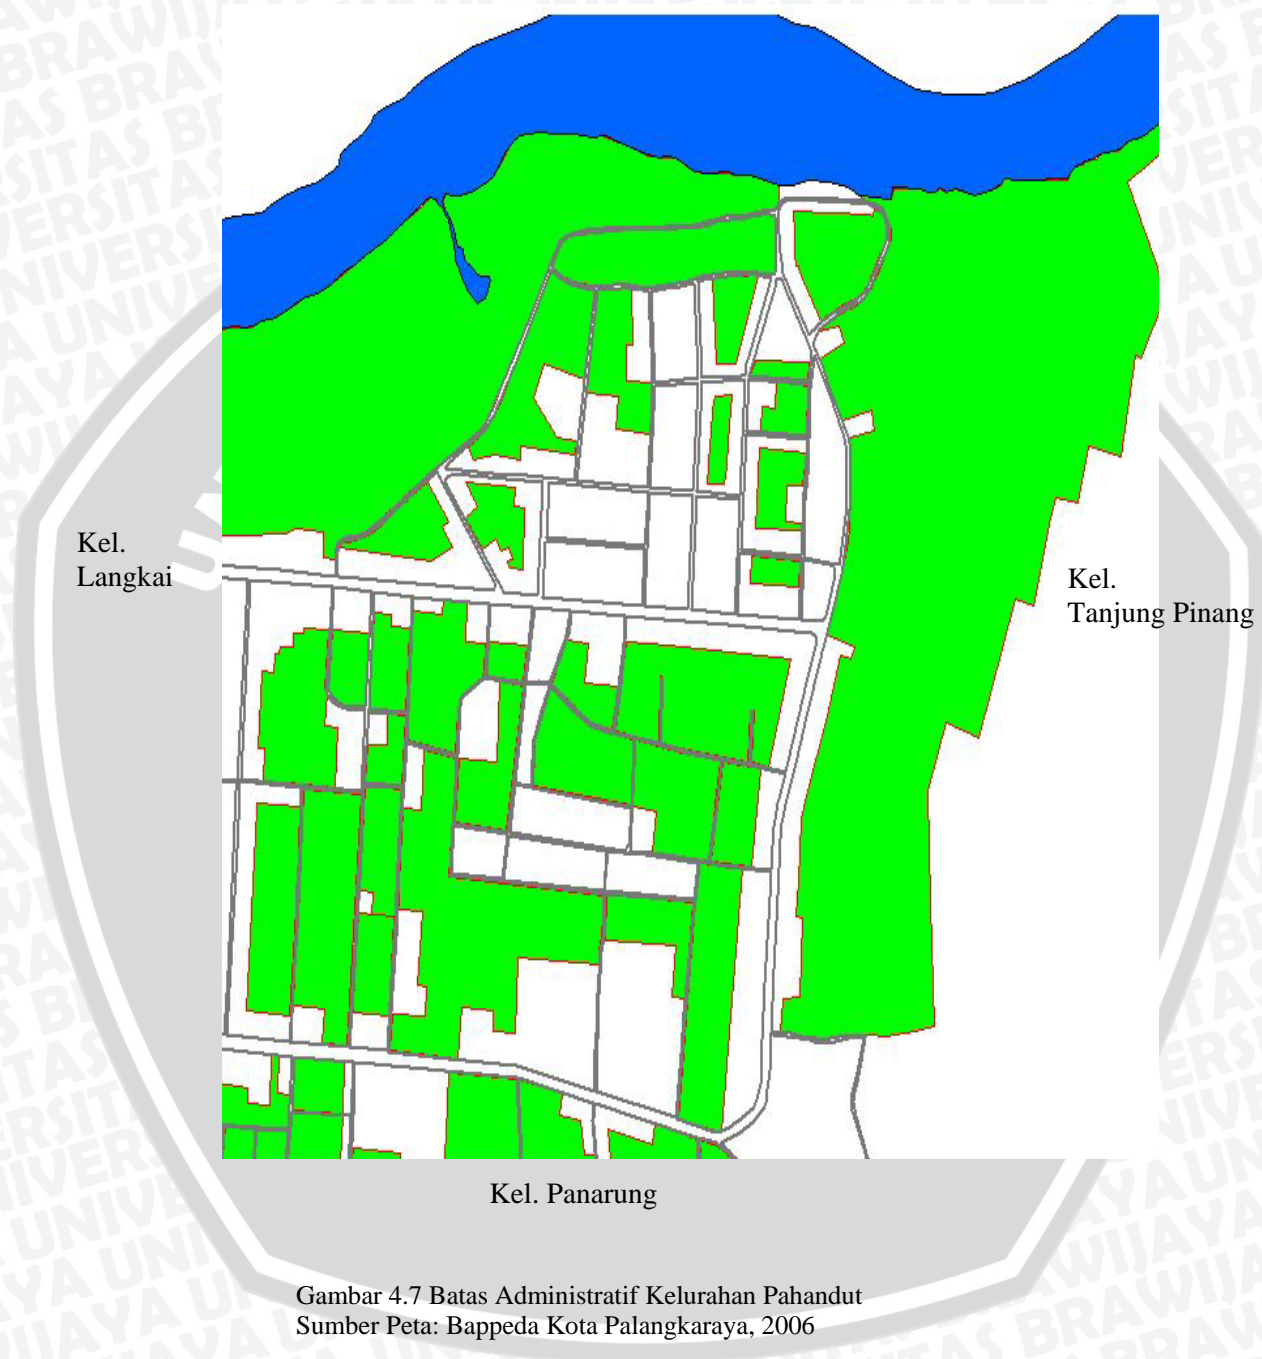 Kel.
Langkai
Kel.
Tanjung Pinang
Kel. Panarung
Gambar 4.7 Batas Administratif Kelurahan Pahandut
Sumber Peta: Bappeda Kota Palangkaraya, 2006